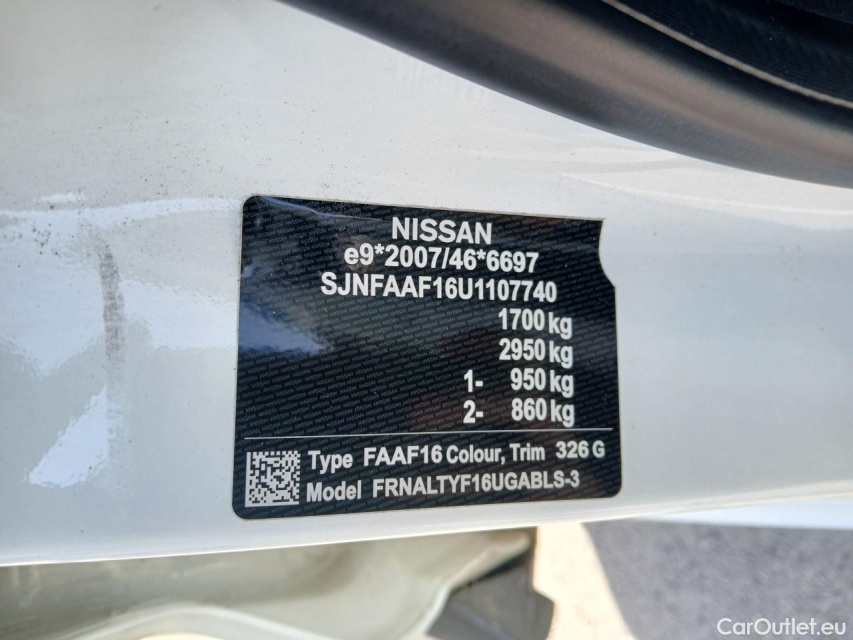 NISSAN
e9*2007/46*6697
SJNFAAF16U1107740
1700 kg
2950 kg
1- 950 kg
2- 860 kg
Type FAAF16 Colour, Trim 326 G
Model FRNALTYF16UGABLS-3
CarOutlet.eu